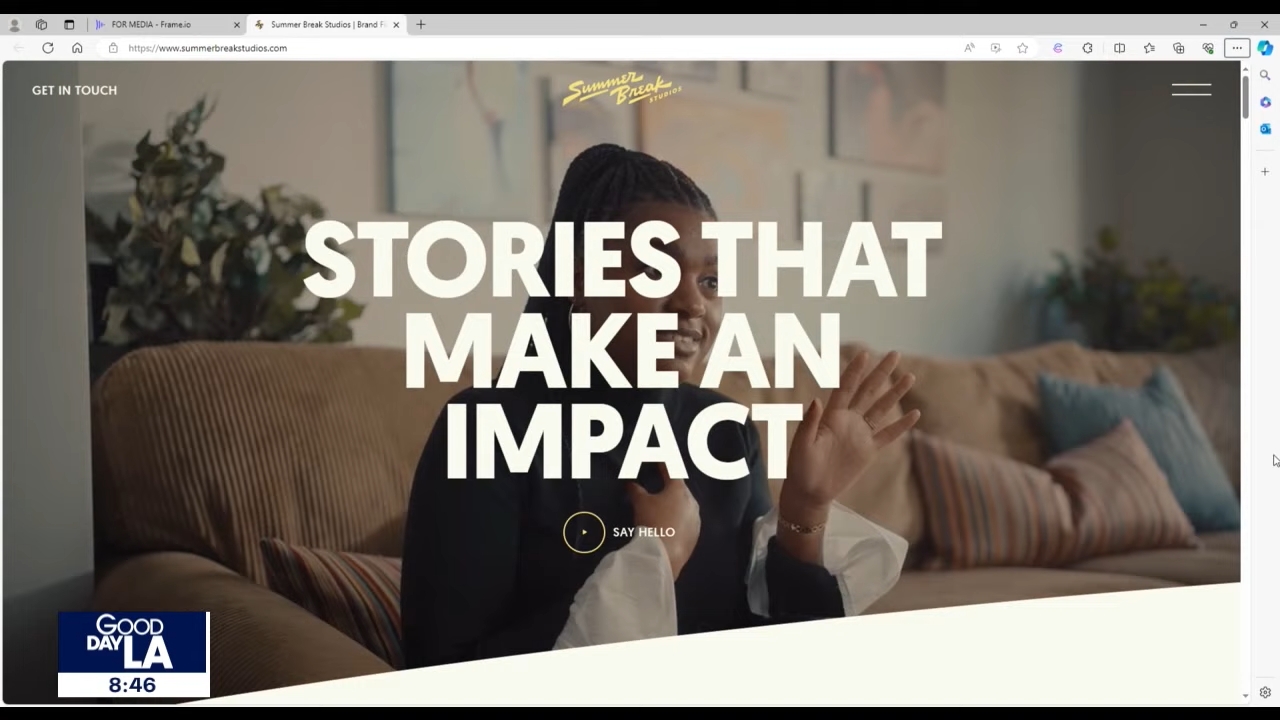 FOR MEDIA - Frame.io
Summer Break Studios | Brand Fi
https://www.summerbreakstudios.com
GET IN TOUCH
Summer
Break
STUDIOS
STORIES THAT
MAKE AN
IMPACT
SAY HELLO
GOOD
DAY LA
8:46